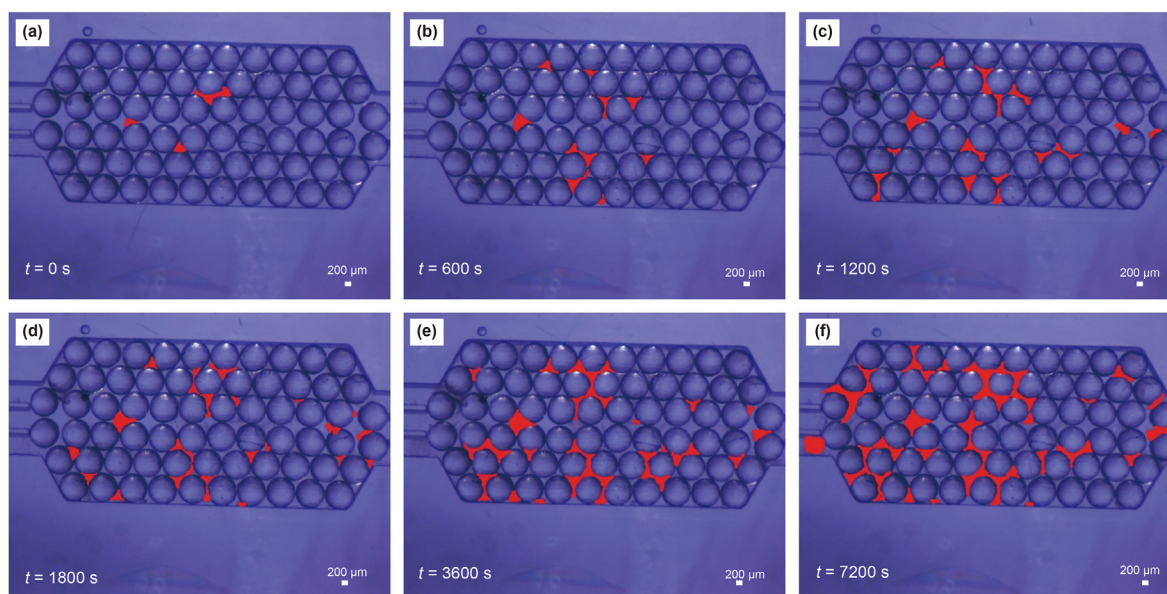 (a)
t = 0 s
200 μm
(b)
t = 600 s
200 μm
(c)
t = 1200 s
200 μm
(d)
t = 1800 s
200 μm
(e)
t = 3600 s
200 μm
(f)
t = 7200 s
200 μm